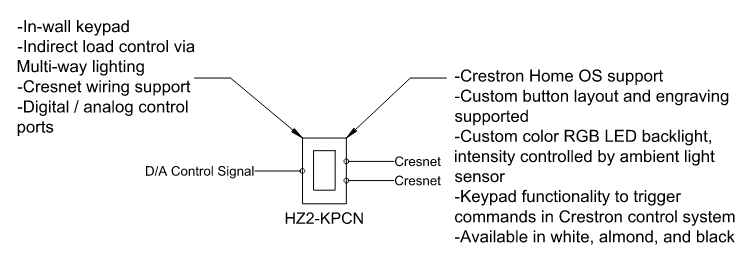 -In-wall keypad
-Indirect load control via
Multi-way lighting
-Cresnet wiring support
-Digital / analog control
ports
-Crestron Home OS support
-Custom button layout and engraving
supported
-Custom color RGB LED backlight,
intensity controlled by ambient light
sensor
-Keypad functionality to trigger
commands in Crestron control system
-Available in white, almond, and black
D/A Control Signal
Cresnet
Cresnet
HZ2-KPCN